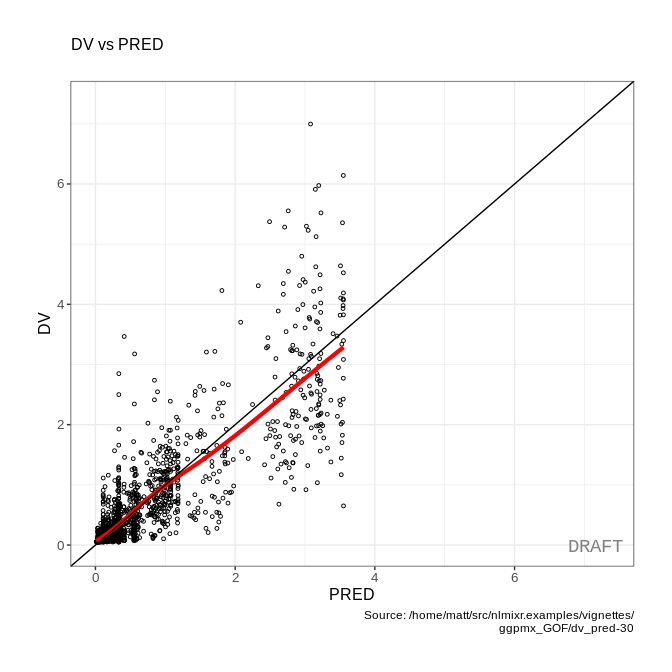 DV vs PRED
6
4
2
0
DV
DRAFT
0 2 4 6
PRED
Source: /home/matt/src/nlmixr.examples/vignettes/
ggpmx_GOF/dv_pred-30